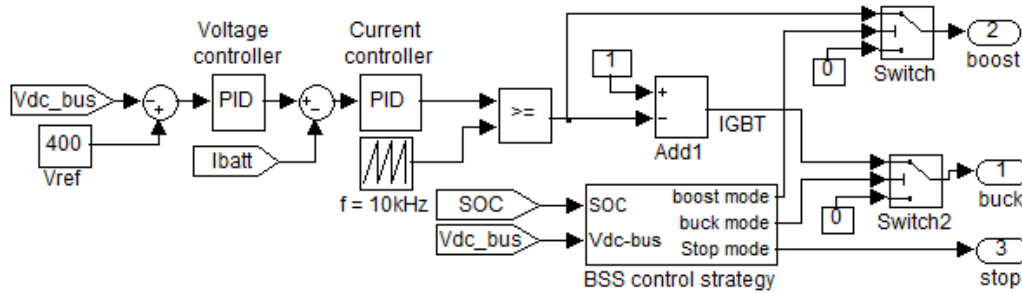 Voltage
controller
Current
controller
Vdc_bus
PID
PID
400
Vref
Ibatt
f = 10kHz
>=
1
Add1
IGBT
0
Switch
2
boost
SOC
Vdc_bus
SOC
Vdc-bus
boost mode
buck mode
Stop mode
BSS control strategy
0
Switch2
1
buck
3
stop